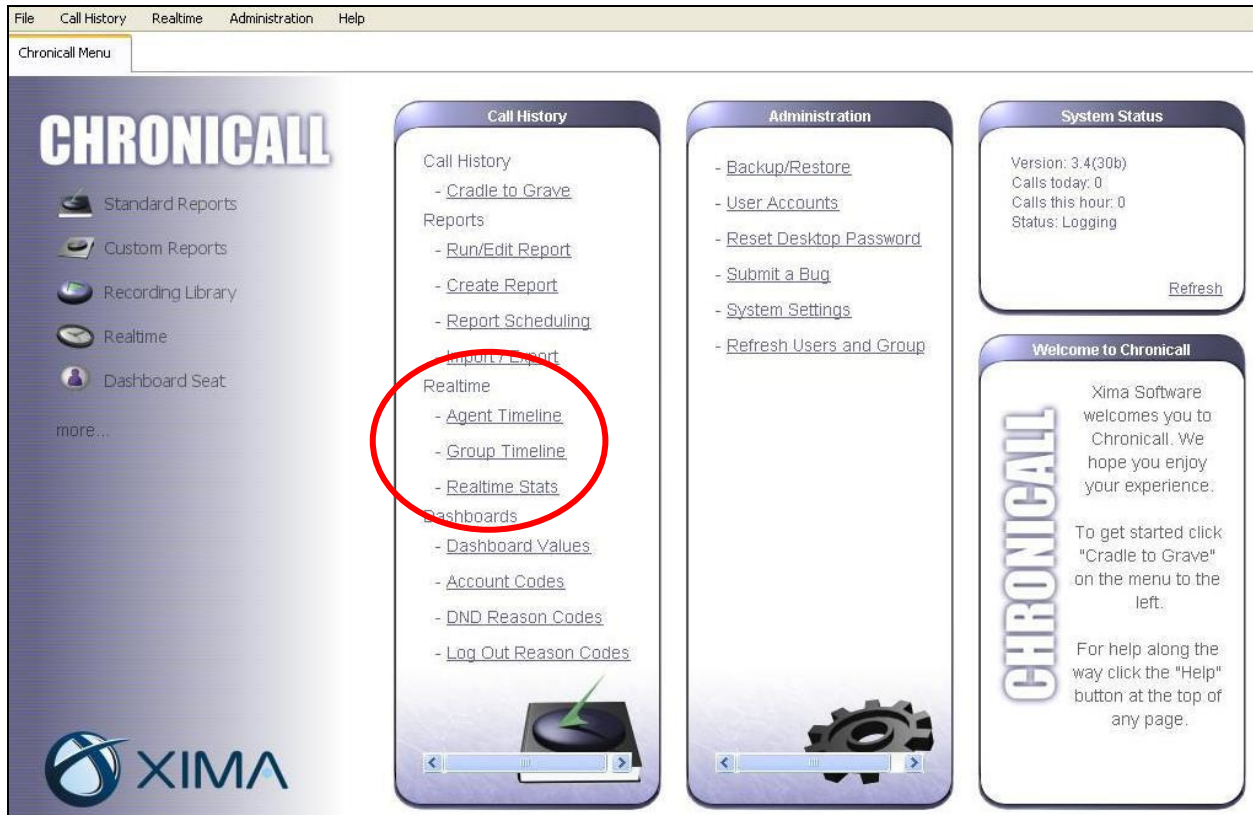 File Call History Realtime Administration Help
Chronicall Menu
CHRONICALL
Standard Reports
Custom Reports
Recording Library
Realtime
Dashboard Seat
more...
XIMA
Call History
Call History
- Cradle to Grave
Reports
- Run/Edit Report
- Create Report
- Report Scheduling
- Import / Export
Realtime
- Agent Timeline
- Group Timeline
- Realtime Stats
Dashboards
- Dashboard Values
- Account Codes
- DND Reason Codes
- Log Out Reason Codes
Administration
- Backup/Restore
- User Accounts
- Reset Desktop Password
- Submit a Bug
- System Settings
- Refresh Users and Group
System Status
Version: 3.4(30b)
Calls today: 0
Calls this hour: 0
Status: Logging
Refresh
Welcome to Chronicall
CHRONICALL
Xima Software
welcomes you to
Chronicall. We
hope you enjoy
your experience.
To get started click
"Cradle to Grave"
on the menu to the
left.
For help along the
way click the "Help"
button at the top of
any page.